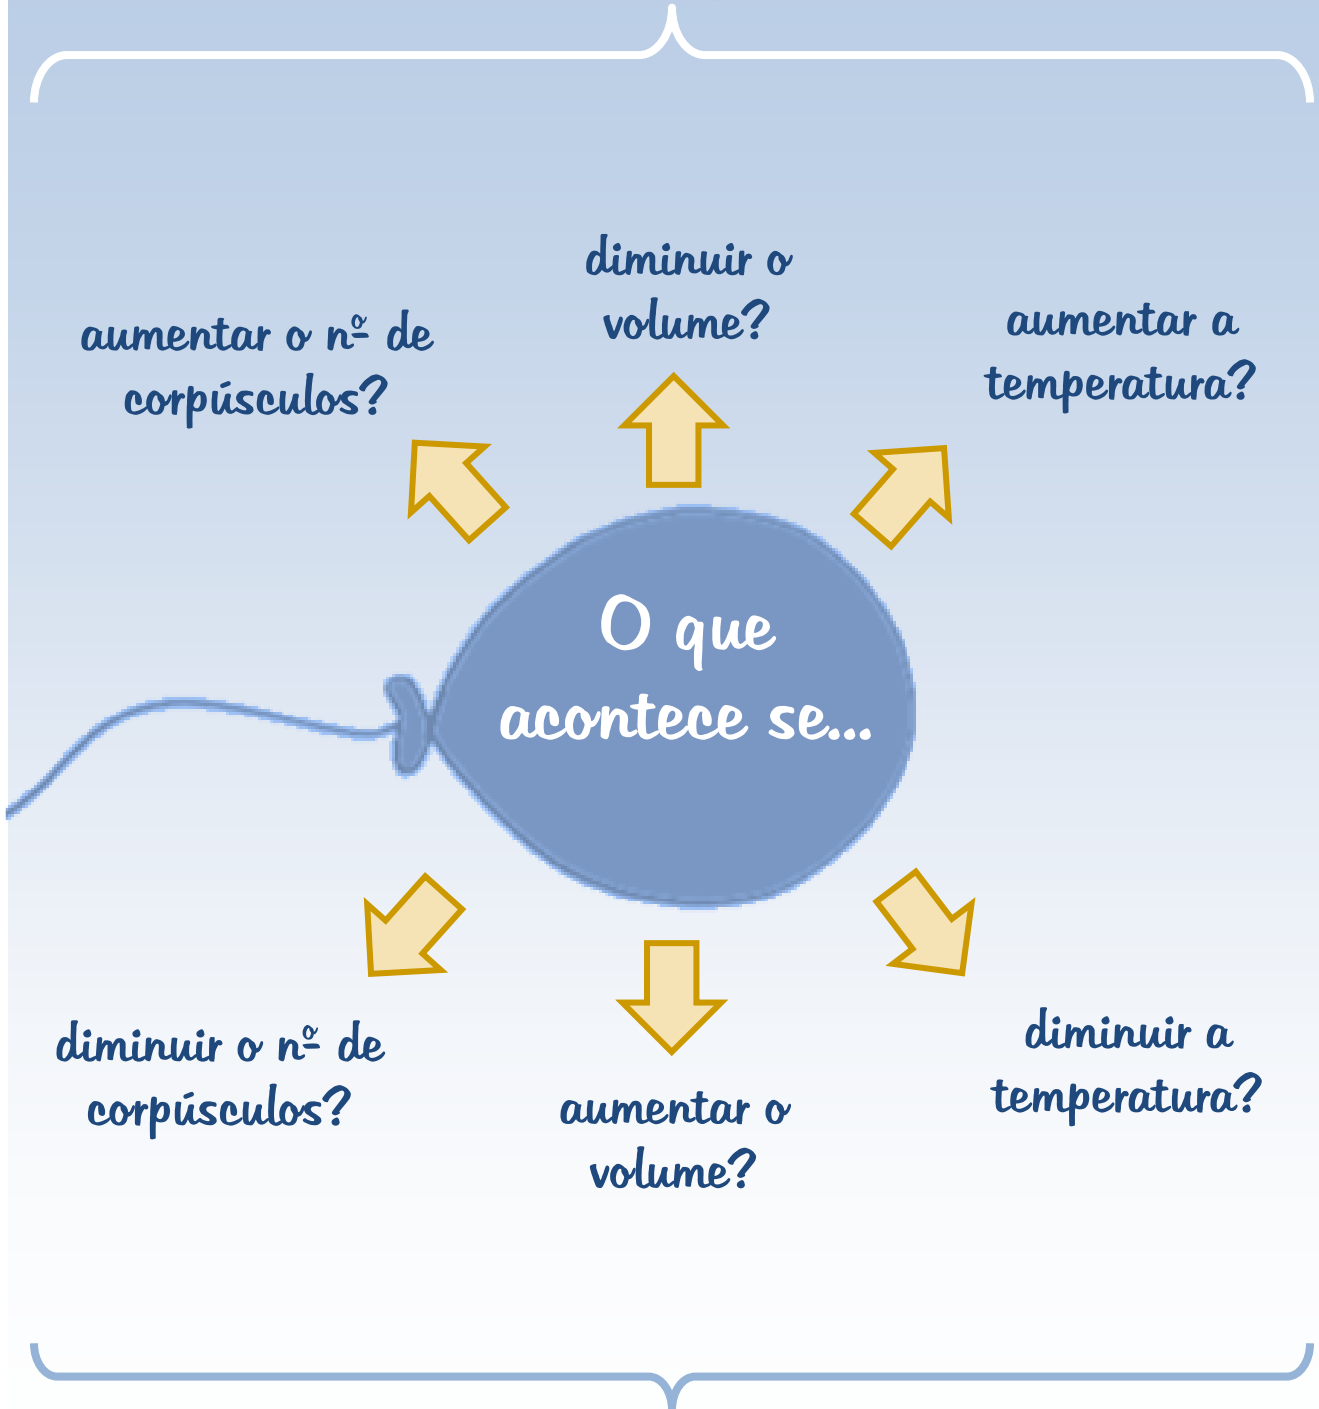 diminuir o
volume?
aumentar o nº de
corpúsculos?
aumentar a
temperatura?
O que
acontece se...
diminuir o nº de
corpúsculos?
aumentar o
volume?
diminuir a
temperatura?